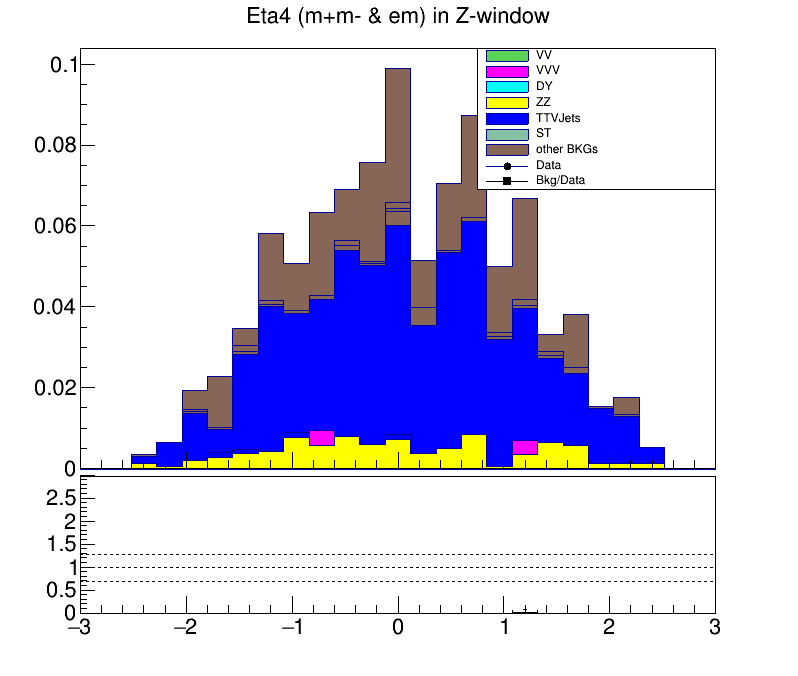 Eta4 (m+m- & em) in Z-window
0.1
0.08
0.06
0.04
0.02
0
VV
VVV
DY
ZZ
TTVJets
ST
other BKGs
Data
Bkg/Data
2.5
2
1.5
1
0.5
0
−3 −2 −1 0 1 2 3